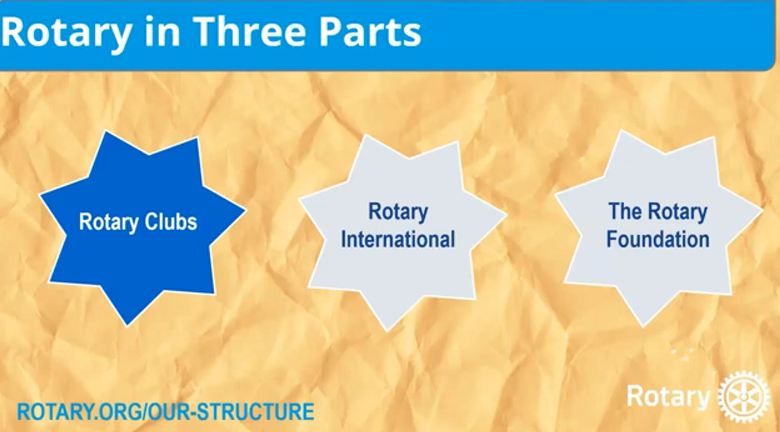 Rotary in Three Parts
Rotary Clubs
Rotary
International
The Rotary
Foundation
ROTARY.ORG/OUR-STRUCTURE
Rotary